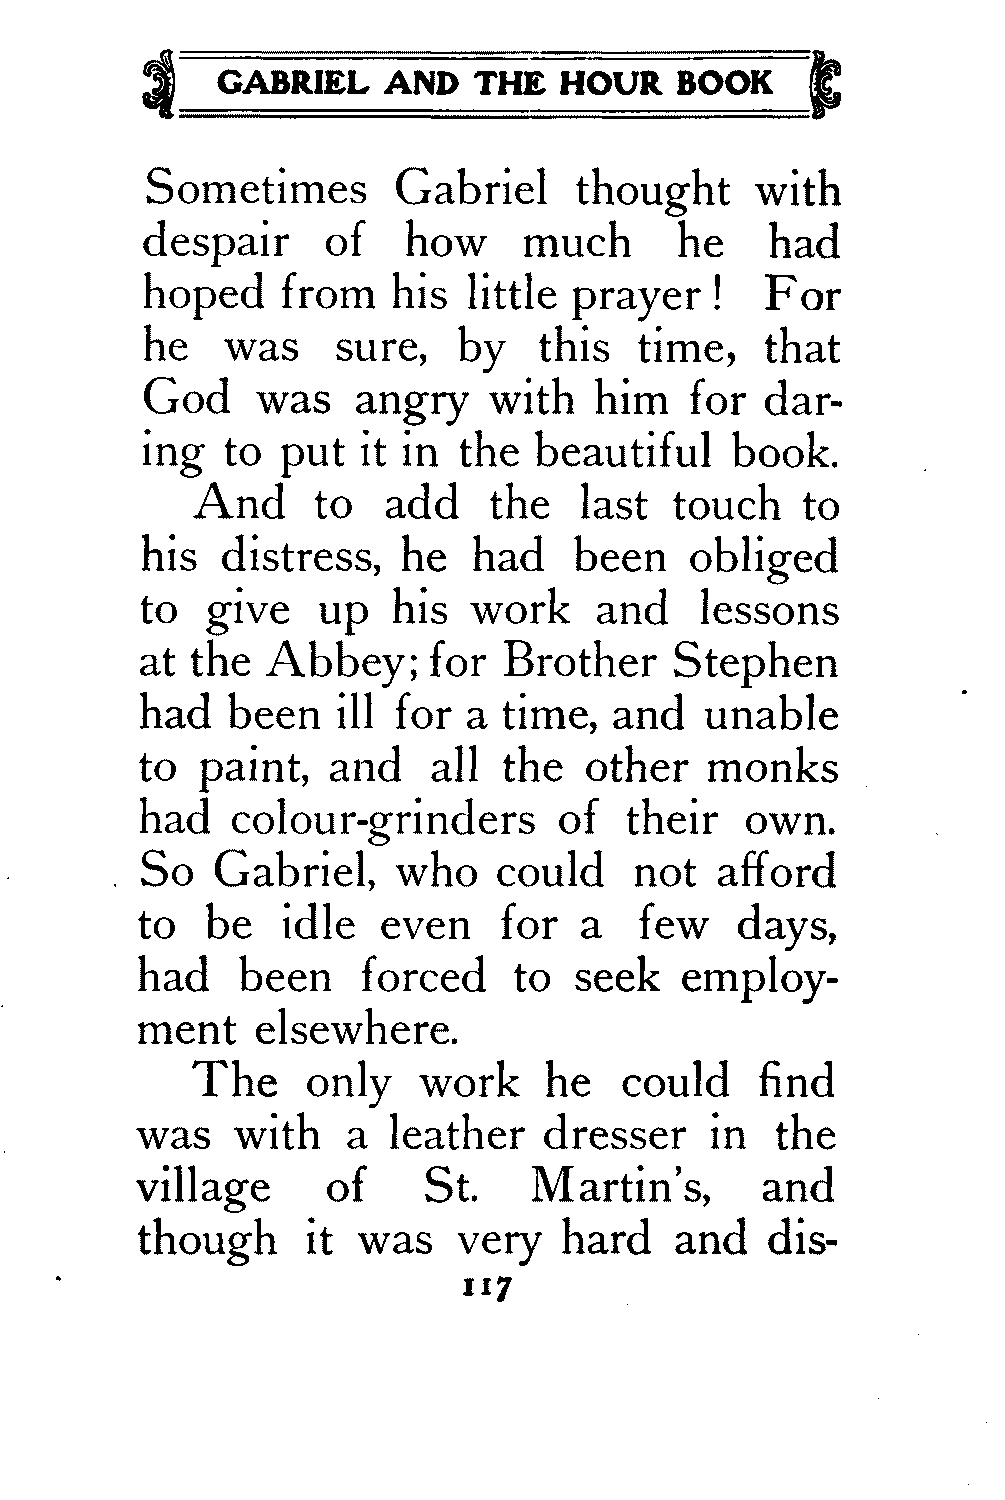 GABRIEL AND THE HOUR BOOK
Sometimes Gabriel thought with
despair of how much he had
hoped from his little prayer! For
he was sure, by this time, that
God was angry with him for dar-
ing to put it in the beautiful book.
And to add the last touch to
his distress, he had been obliged
to give up his work and lessons
at the Abbey; for Brother Stephen
had been ill for a time, and unable
to paint, and all the other monks
had colour-grinders of their own.
So Gabriel, who could not afford
to be idle even for a few days,
had been forced to seek employ-
ment elsewhere.
The only work he could find
was with a leather dresser in the
village of St. Martin's, and
though it was very hard and dis-
117